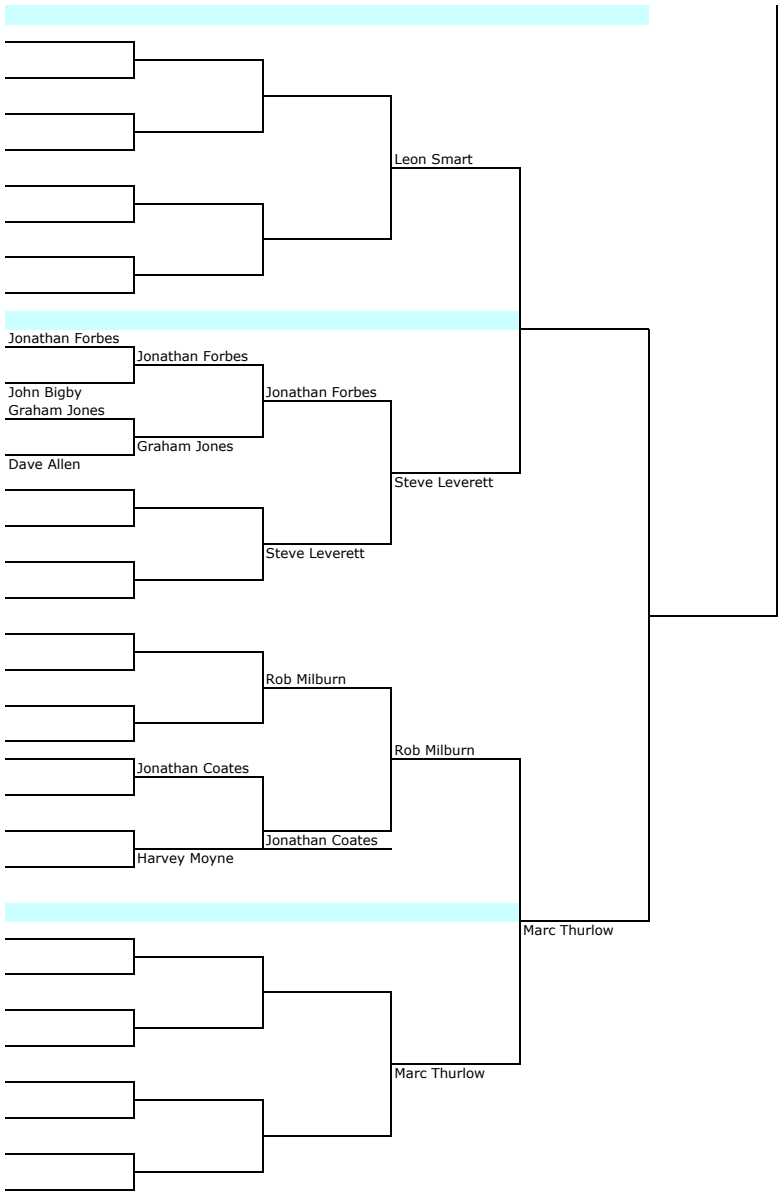 Leon Smart
Jonathan Forbes
Jonathan Forbes
John Bigby
Jonathan Forbes
Graham Jones
Graham Jones
Dave Allen
Steve Leverett
Steve Leverett
Rob Milburn
Rob Milburn
Jonathan Coates
Jonathan Coates
Harvey Moyne
Marc Thurlow
Marc Thurlow